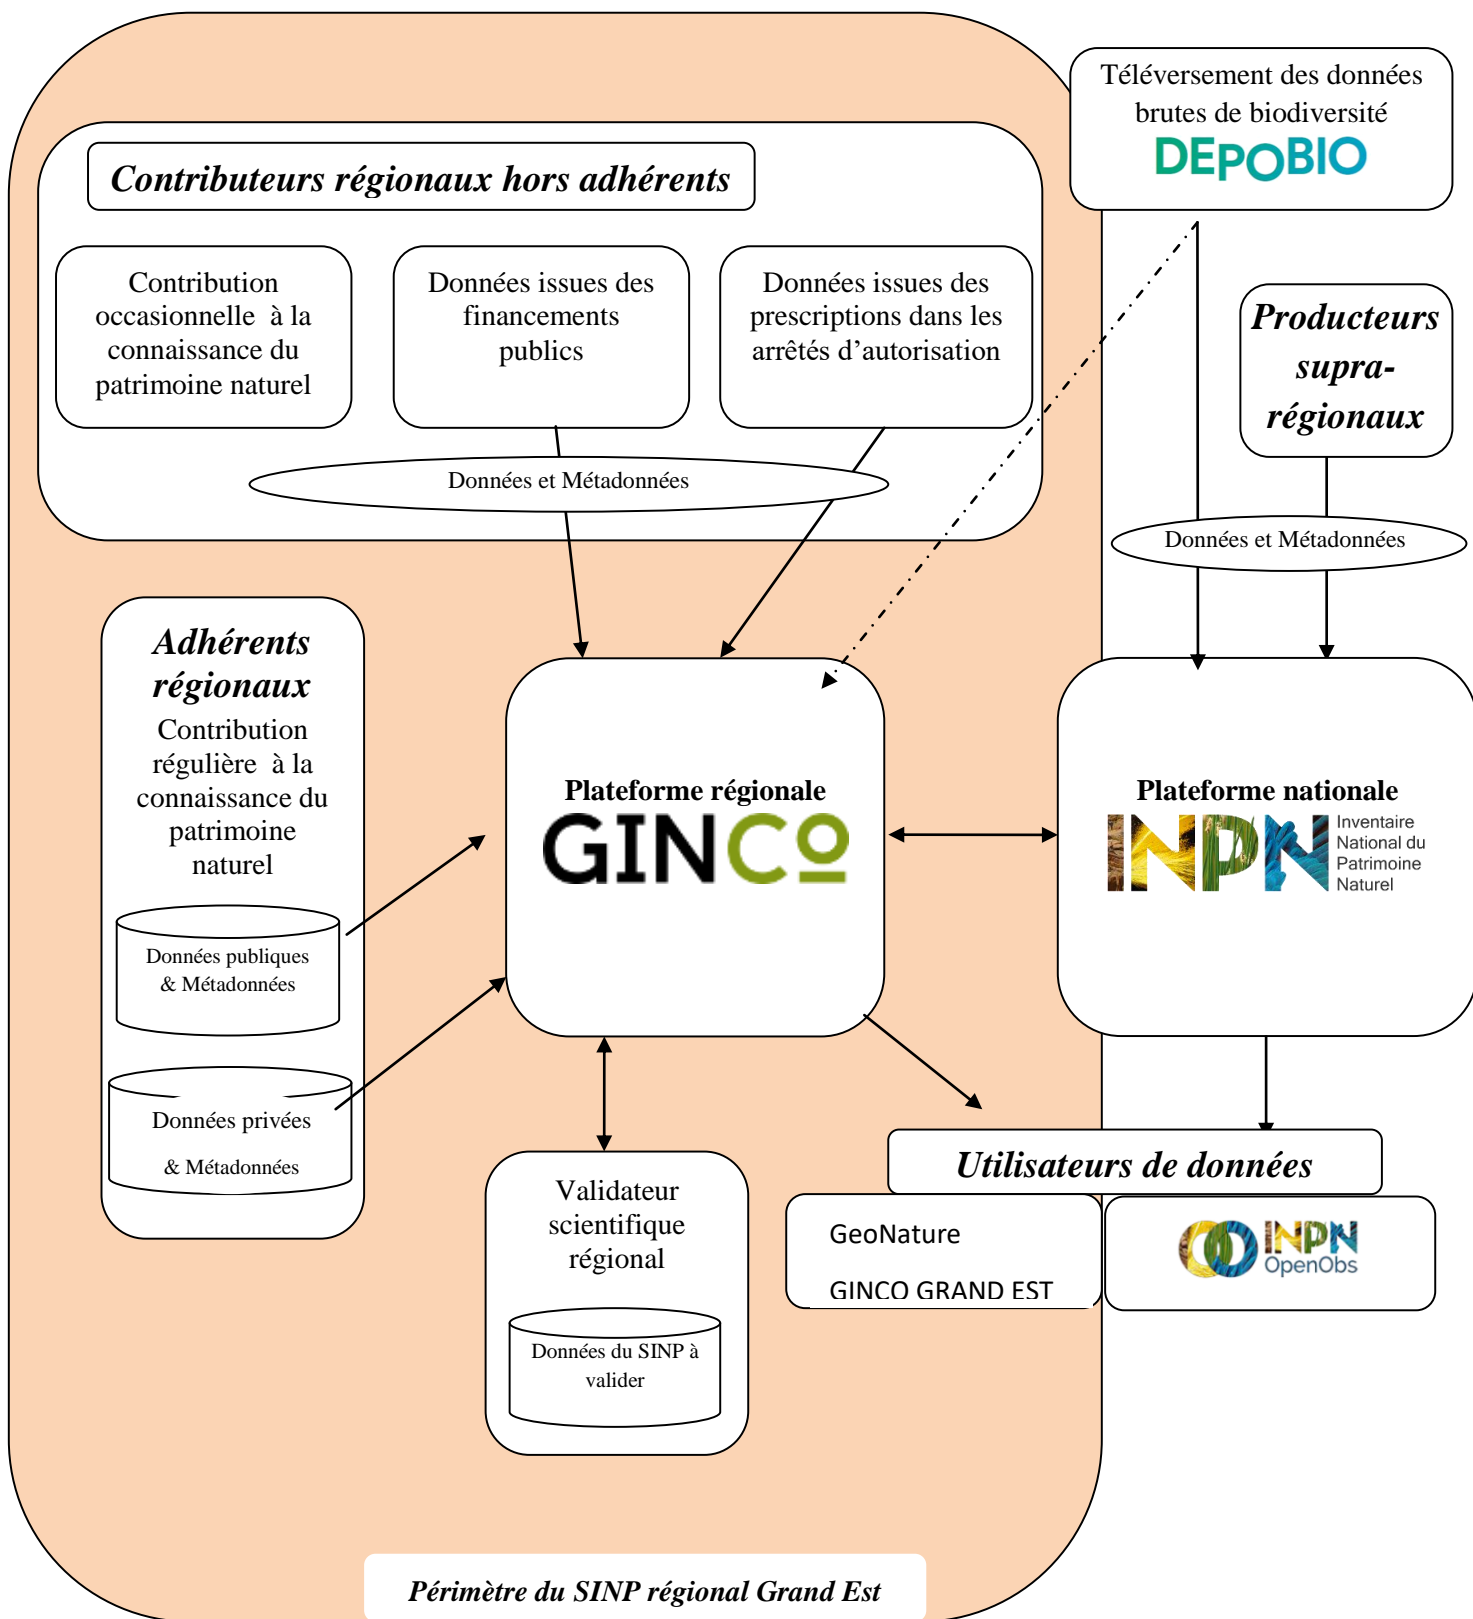 Téléversement des données
brutes de biodiversité
DEPOBIO
Contributeurs régionaux hors adhérents
Contribution
occasionnelle à la
connaissance du
patrimoine naturel
Données issues des
financements
publics
Données issues des
prescriptions dans les
arrêtés d’autorisation
Producteurs
supra-
régionaux
Données et Métadonnées
Données et Métadonnées
Adhérents
régionaux
Contribution
régulière à la
connaissance du
patrimoine
naturel
Données publiques
& Métadonnées
Données privées
& Métadonnées
Plateforme régionale
GINCO
Plateforme nationale
INPN
Inventaire
National du
Patrimoine
Naturel
Utilisateurs de données
GeoNature
GINCO GRAND EST
INPN
OpenObs
Validateur
scientifique
régional
Données du SINP à
valider
Périmètre du SINP régional Grand Est